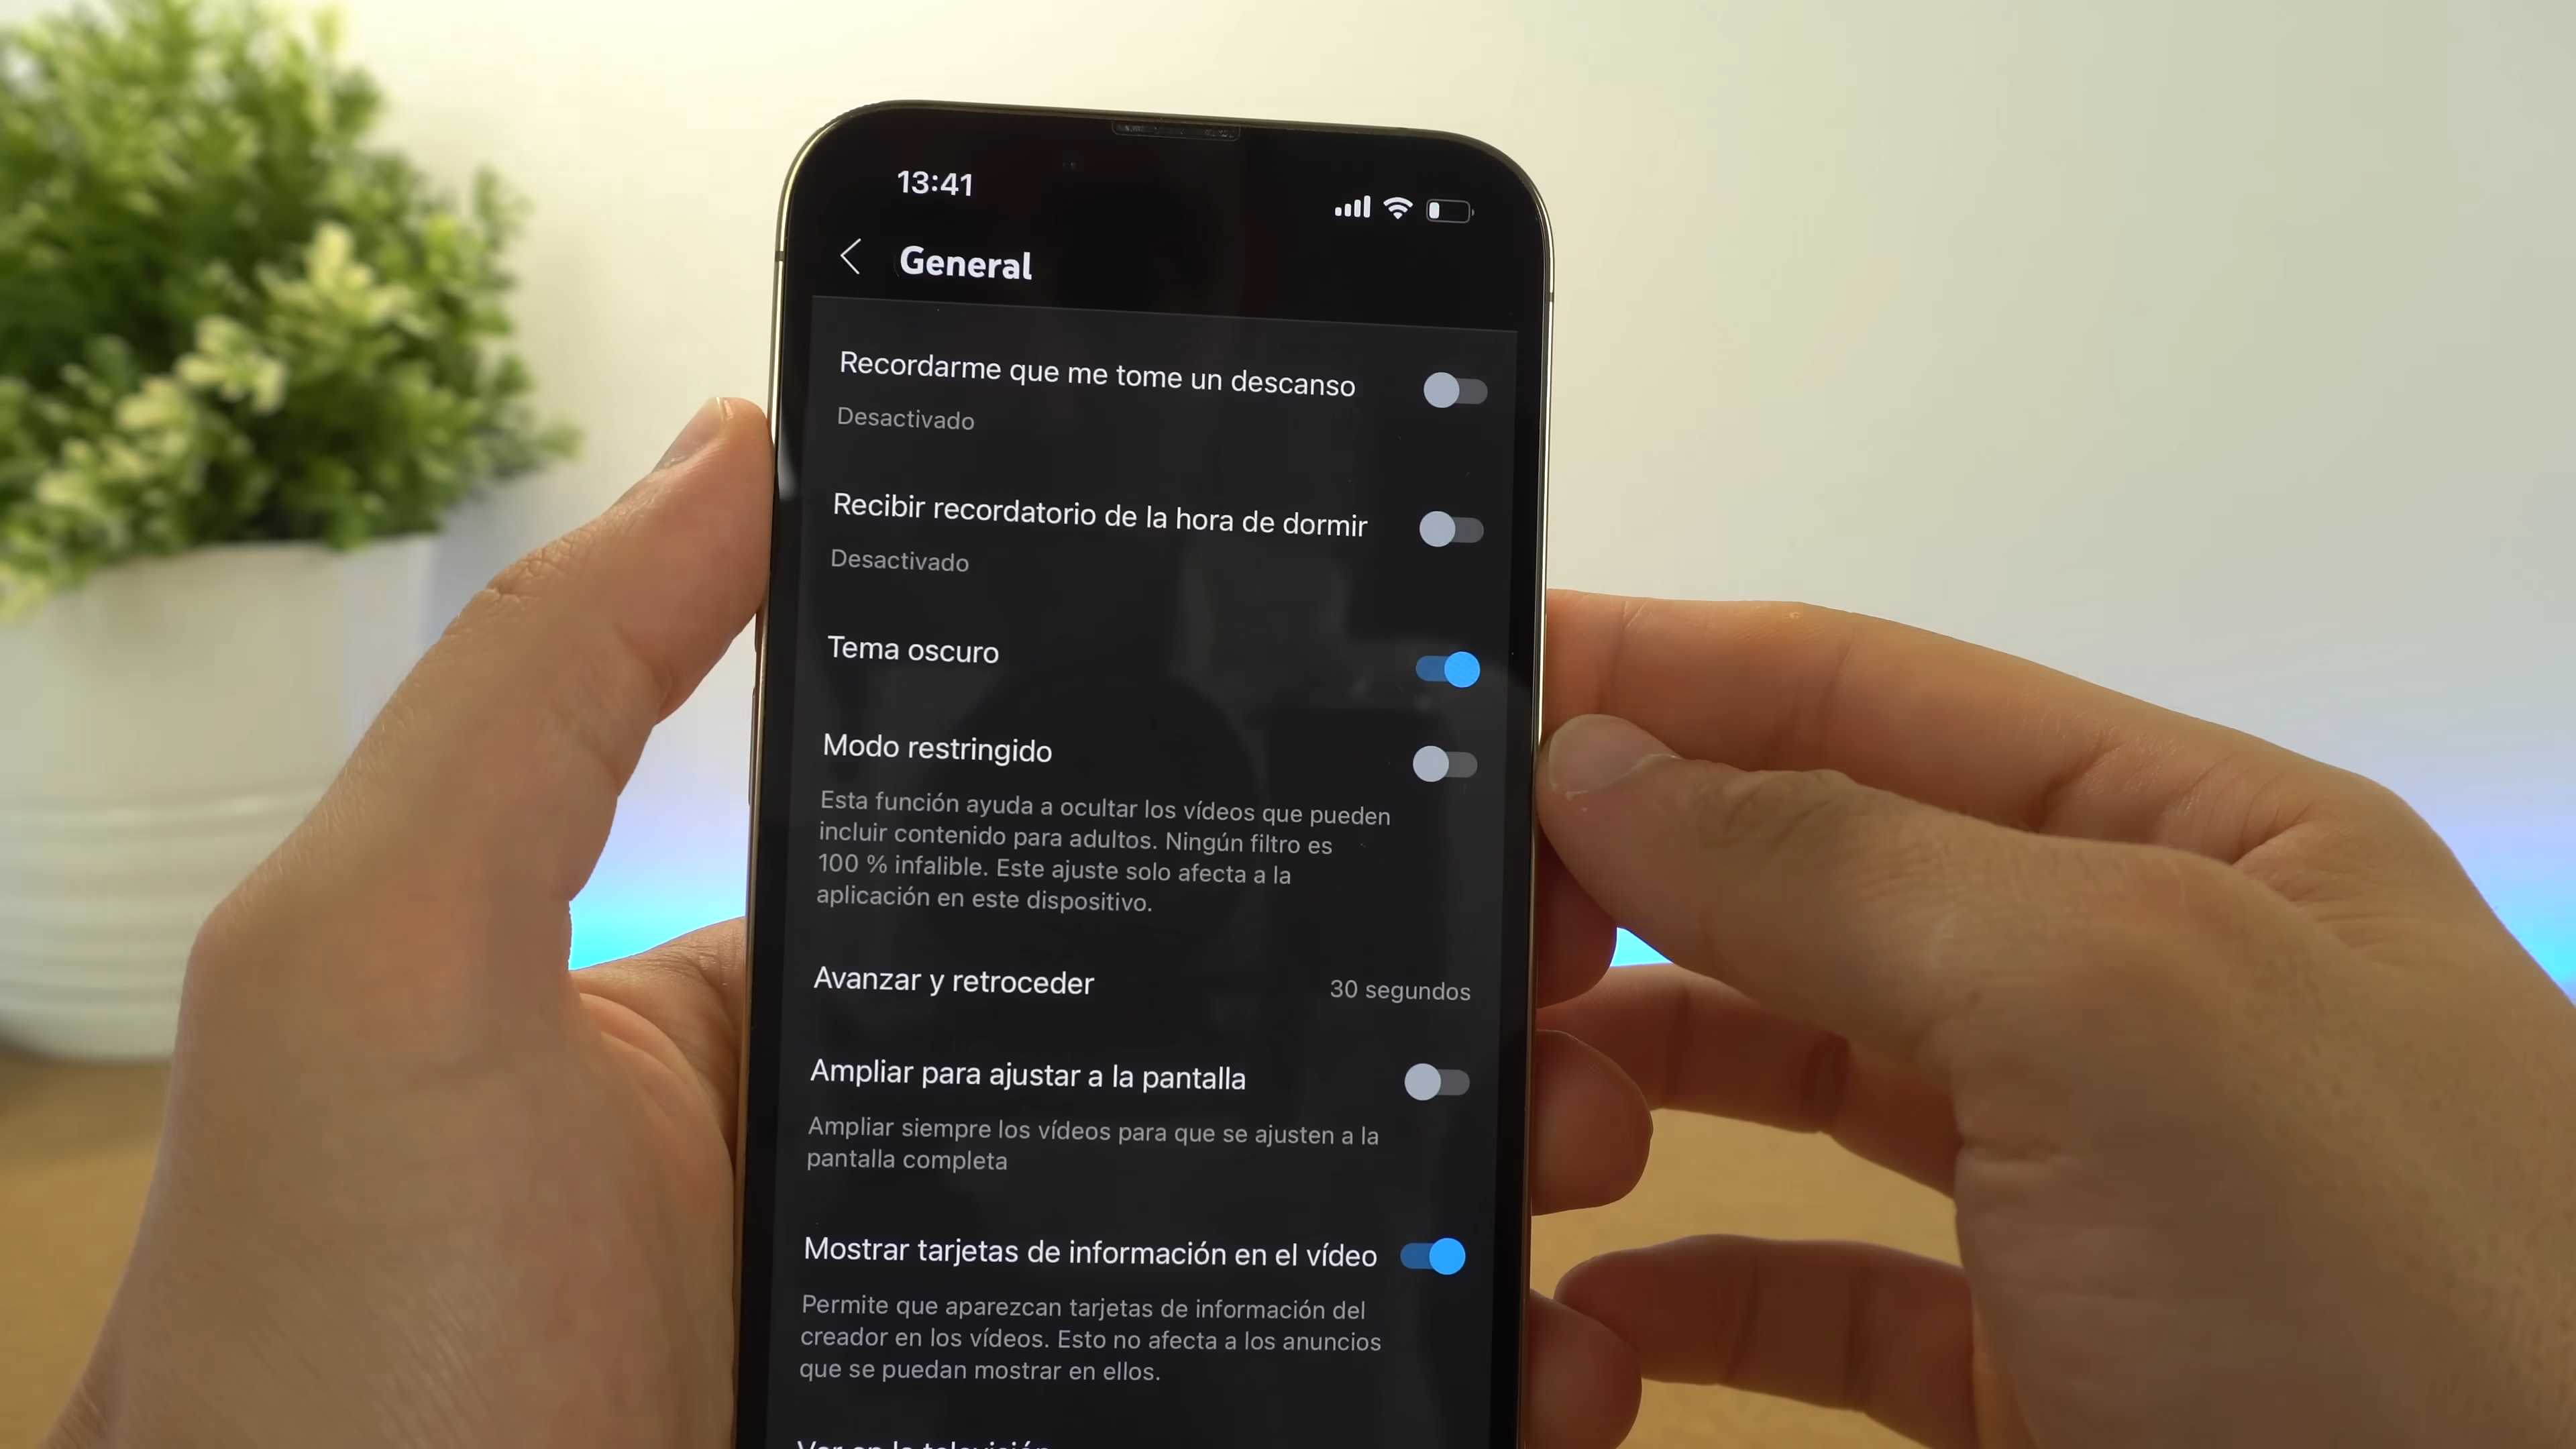 13:41
General
Recordarme que me tome un descanso
Desactivado
Recibir recordatorio de la hora de dormir
Desactivado
Tema oscuro
Modo restringido
Esta función ayuda a ocultar los vídeos que pueden
incluir contenido para adultos. Ningún filtro es
100 % infalible. Este ajuste solo afecta a la
aplicación en este dispositivo.
Avanzar y retroceder
30 segundos
Ampliar para ajustar a la pantalla
Ampliar siempre los vídeos para que se ajusten a la
pantalla completa
Mostrar tarjetas de información en el vídeo
Permite que aparezcan tarjetas de información del
creador en los vídeos. Esto no afecta a los anuncios
que se puedan mostrar en ellos.
Ver en la televisión